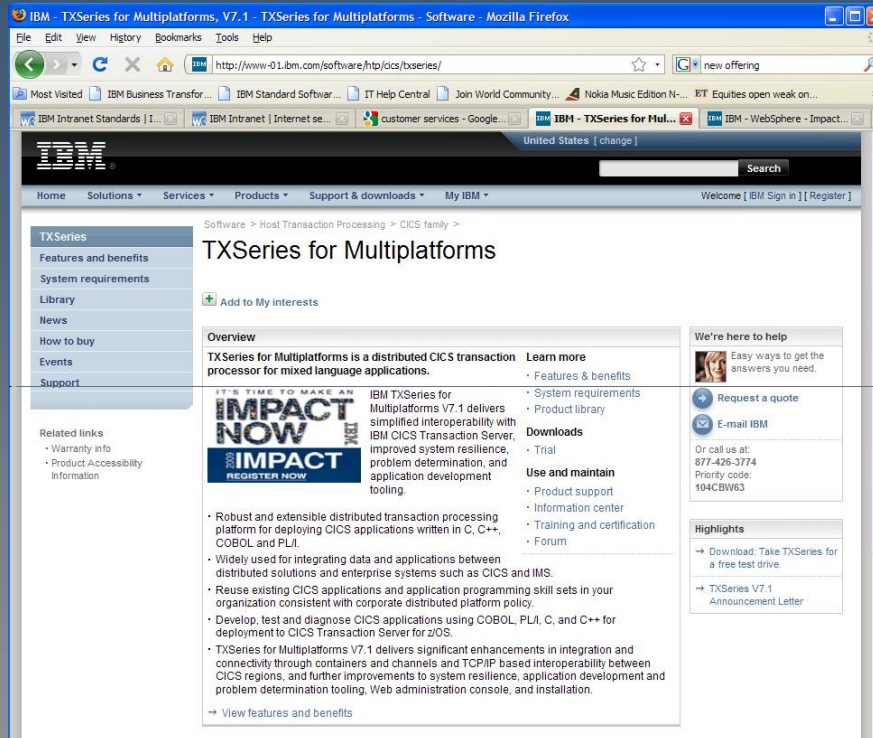 IBM - TXSeries for Multiplatforms, V7.1 - TXSeries for Multiplatforms - Software - Mozilla Firefox
File Edit View History Bookmarks Tools Help
http://www-01.ibm.com/software/htp/cics/txseries/
new offering
Most Visited IBM Business Transfor... IBM Standard Softwar... IT Help Central Join World Community... Nokia Music Edition N-... ET Equities open weak on...
IBM Intranet Standards | I... IBM Intranet | Internet se... customer services - Google... IBM - TXSeries for Mul... IBM - WebSphere - Impact...
United States [ change ]
IBM
Search
Home Solutions Services Products Support & downloads My IBM Welcome [ IBM Sign in ] [ Register ]
TXSeries
Features and benefits
System requirements
Library
News
How to buy
Events
Support
Related links
· Warranty info
· Product Accessibility
Information
Software > Host Transaction Processing > CICS family >
TXSeries for Multiplatforms
Add to My interests
Overview
TXSeries for Multiplatforms is a distributed CICS transaction
processor for mixed language applications.
IT'S TIME TO MAKE AN
IMPACT
NOW
IBM
IMPACT
REGISTER NOW
IBM TXSeries for
Multiplatforms V7.1 delivers
simplified interoperability with
IBM CICS Transaction Server,
improved system resilience,
problem determination, and
application development
tooling.
Learn more
· Features & benefits
· System requirements
· Product library
Downloads
· Trial
Use and maintain
· Product support
· Information center
· Training and certification
· Forum
· Robust and extensible distributed transaction processing
platform for deploying CICS applications written in C, C++,
COBOL and PL/I.
· Widely used for integrating data and applications between
distributed solutions and enterprise systems such as CICS and IMS.
· Reuse existing CICS applications and application programming skill sets in your
organization consistent with corporate distributed platform policy.
· Develop, test and diagnose CICS applications using COBOL, PL/I, C, and C++ for
deployment to CICS Transaction Server for z/OS.
· TXSeries for Multiplatforms V7.1 delivers significant enhancements in integration and
connectivity through containers and channels and TCP/IP based interoperability between
CICS regions, and further improvements to system resilience, application development and
problem determination tooling, Web administration console, and installation.
→ View features and benefits
We're here to help
Easy ways to get the
answers you need.
Request a quote
E-mail IBM
Or call us at:
877-426-3774
Priority code:
104CBW63
Highlights
→ Download: Take TXSeries for
a free test drive.
→ TXSeries V7.1
Announcement Letter